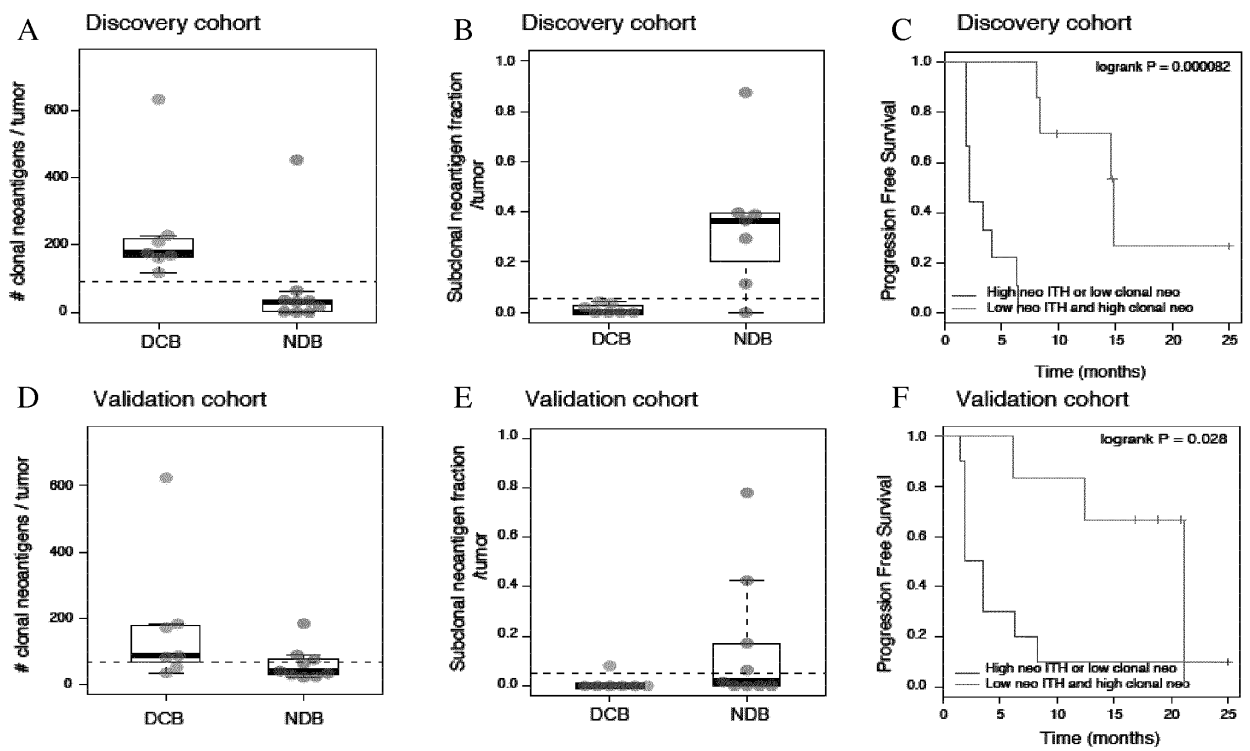 A Discovery cohort
# clonal neoantigens / tumor
600
400
200
0
DCB NDB
B Discovery cohort
Subclonal neoantigen fraction
/tumor
1.0
0.8
0.6
0.4
0.2
0.0
DCB NDB
C Discovery cohort
logrank P = 0.000082
Progression Free Survival
1.0
0.8
0.6
0.4
0.2
0.0
High neo ITH or low clonal neo
Low neo ITH and high clonal neo
0 5 10 15 20 25
Time (months)
D Validation cohort
# clonal neoantigens / tumor
600
400
200
0
DCB NDB
E Validation cohort
Subclonal neoantigen fraction
/tumor
1.0
0.8
0.6
0.4
0.2
0.0
DCB NDB
F Validation cohort
logrank P = 0.028
Progression Free Survival
1.0
0.8
0.6
0.4
0.2
0.0
High neo ITH or low clonal neo
Low neo ITH and high clonal neo
0 5 10 15 20 25
Time (months)